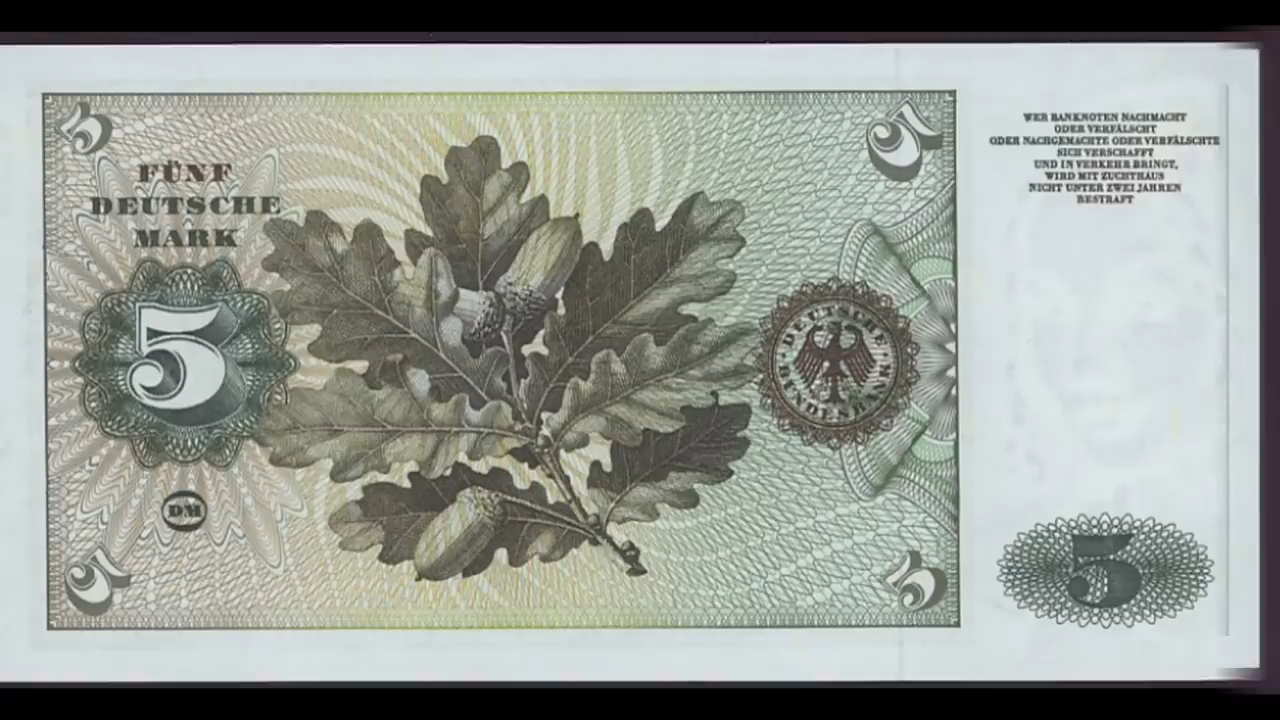 5
5
FÜNF
DEUTSCHE
MARK
5
DM
5
5
DEUTSCHE
BUNDESBANK
WER BANKNOTEN NACHMACHT
ODER VERFÄLSCHT
ODER NACHGEMACHTE ODER VERFÄLSCHTE
SICH VERSCHAFFT
UND IN VERKEHR BRINGT,
WIRD MIT ZUCHTHAUS
NICHT UNTER ZWEI JAHREN
BESTRAFT
5